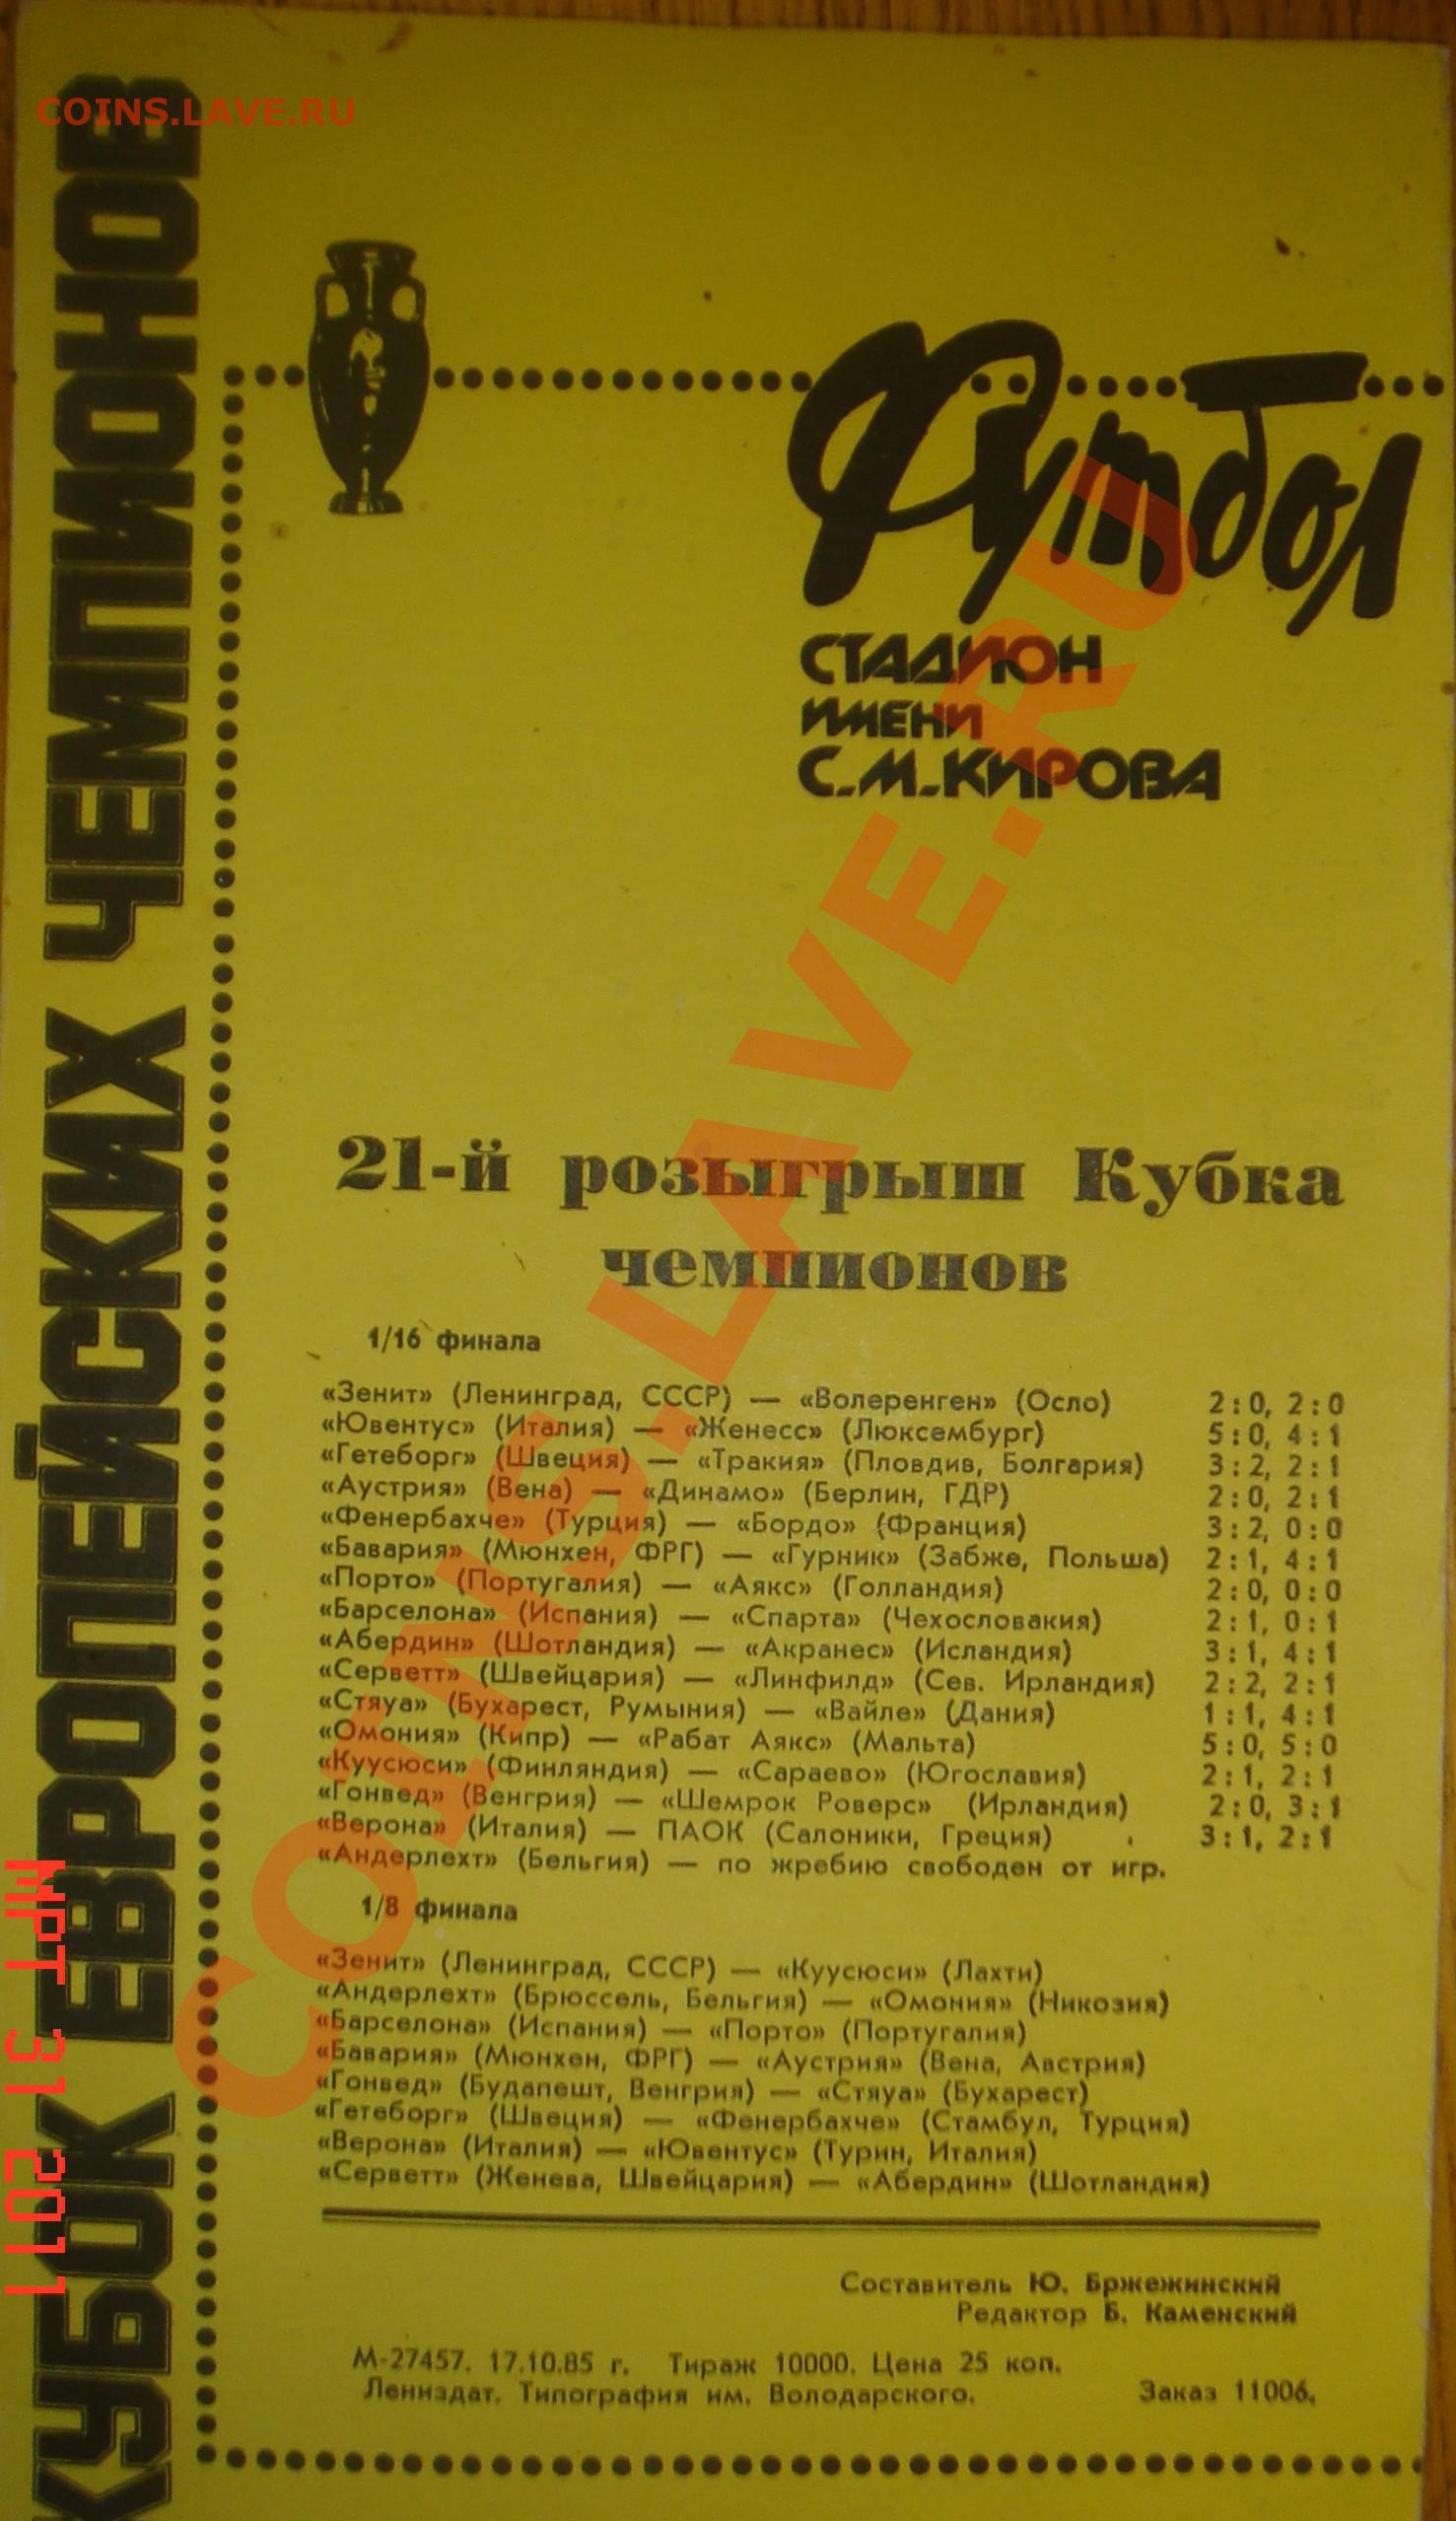 COINS.LAVE.RU
КУБОК ЕВРОПЕЙСКИХ ЧЕМПИОНОВ
Футбол
СТАДИОН
ИМЕНИ
С.М.КИРОВА
COINS.LAVE.RU
21-й розыгрыш Кубка
чемпионов
1/16 финала
«Зенит» (Ленинград, СССР) — «Волеренген» (Осло) 2:0, 2:0
«Ювентус» (Италия) — «Женесс» (Люксембург) 5:0, 4:1
«Гетеборг» (Швеция) — «Тракия» (Пловдив, Болгария) 3:2, 2:1
«Аустрия» (Вена) — «Динамо» (Берлин, ГДР) 2:0, 2:1
«Фенербахче» (Турция) — «Бордо» (Франция) 3:2, 0:0
«Бавария» (Мюнхен, ФРГ) — «Гурник» (Забже, Польша) 2:1, 4:1
«Порто» (Португалия) — «Аякс» (Голландия) 2:0, 0:0
«Барселона» (Испания) — «Спарта» (Чехословакия) 2:1, 0:1
«Абердин» (Шотландия) — «Акранес» (Исландия) 3:1, 4:1
«Серветт» (Швейцария) — «Линфилд» (Сев. Ирландия) 2:2, 2:1
«Стяуа» (Бухарест, Румыния) — «Вайле» (Дания) 1:1, 4:1
«Омония» (Кипр) — «Рабат Аякс» (Мальта) 5:0, 5:0
«Куусюси» (Финляндия) — «Сараево» (Югославия) 2:1, 2:1
«Гонвед» (Венгрия) — «Шемрок Роверс» (Ирландия) 2:0, 3:1
«Верона» (Италия) — ПАОК (Салоники, Греция) 3:1, 2:1
«Андерлехт» (Бельгия) — по жребию свободен от игр.
1/8 финала
«Зенит» (Ленинград, СССР) — «Куусюси» (Лахти)
«Андерлехт» (Брюссель, Бельгия) — «Омония» (Никозия)
«Барселона» (Испания) — «Порто» (Португалия)
«Бавария» (Мюнхен, ФРГ) — «Аустрия» (Вена, Австрия)
«Гонвед» (Будапешт, Венгрия) — «Стяуа» (Бухарест)
«Гетеборг» (Швеция) — «Фенербахче» (Стамбул, Турция)
«Верона» (Италия) — «Ювентус» (Турин, Италия)
«Серветт» (Женева, Швейцария) — «Абердин» (Шотландия)
Составитель Ю. Бржежинский
Редактор Б. Каменский
М-27457. 17.10.85 г. Тираж 10000. Цена 25 коп.
Лениздат. Типография им. Володарского. Заказ 11006.
МРТ 31 2011